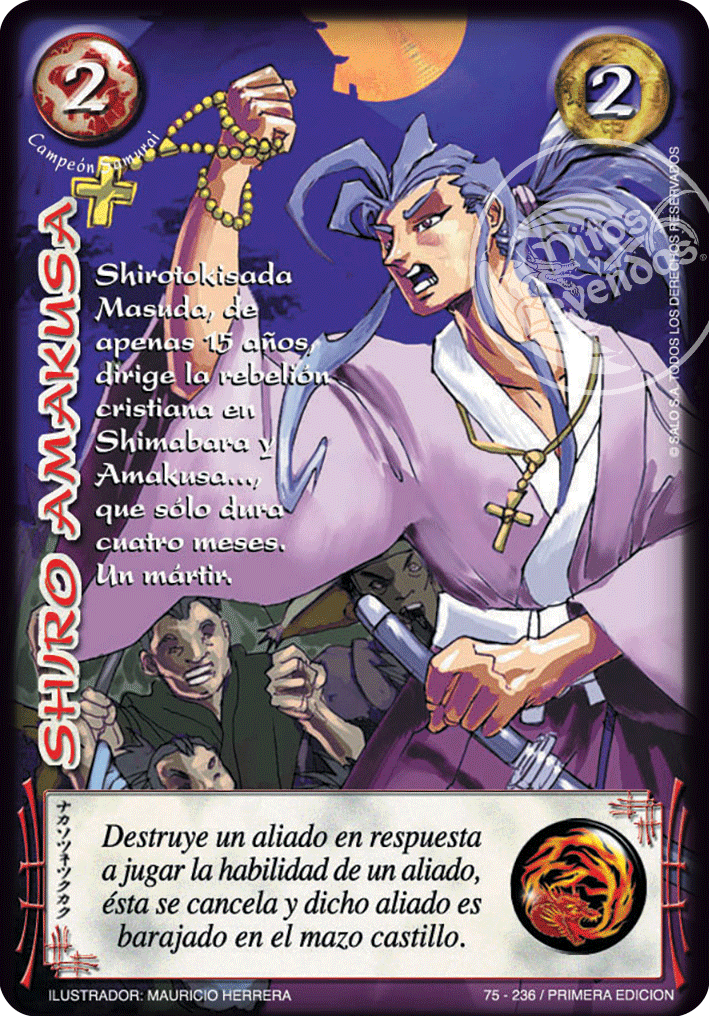 2
2
Campeón Samurai
SHIRO AMAKUSA
Shirotokisada
Masuda, de
apenas 15 años,
dirige la rebelión
cristiana en
Shimabara y
Amakusa...,
que sólo dura
cuatro meses.
Un mártir.
Mitos y
Leyendas®
© SALO S.A. TODOS LOS DERECHOS RESERVADOS
ナカソツネツクカク
Destruye un aliado en respuesta
a jugar la habilidad de un aliado,
ésta se cancela y dicho aliado es
barajado en el mazo castillo.
ILUSTRADOR: MAURICIO HERRERA
75 - 236 / PRIMERA EDICION